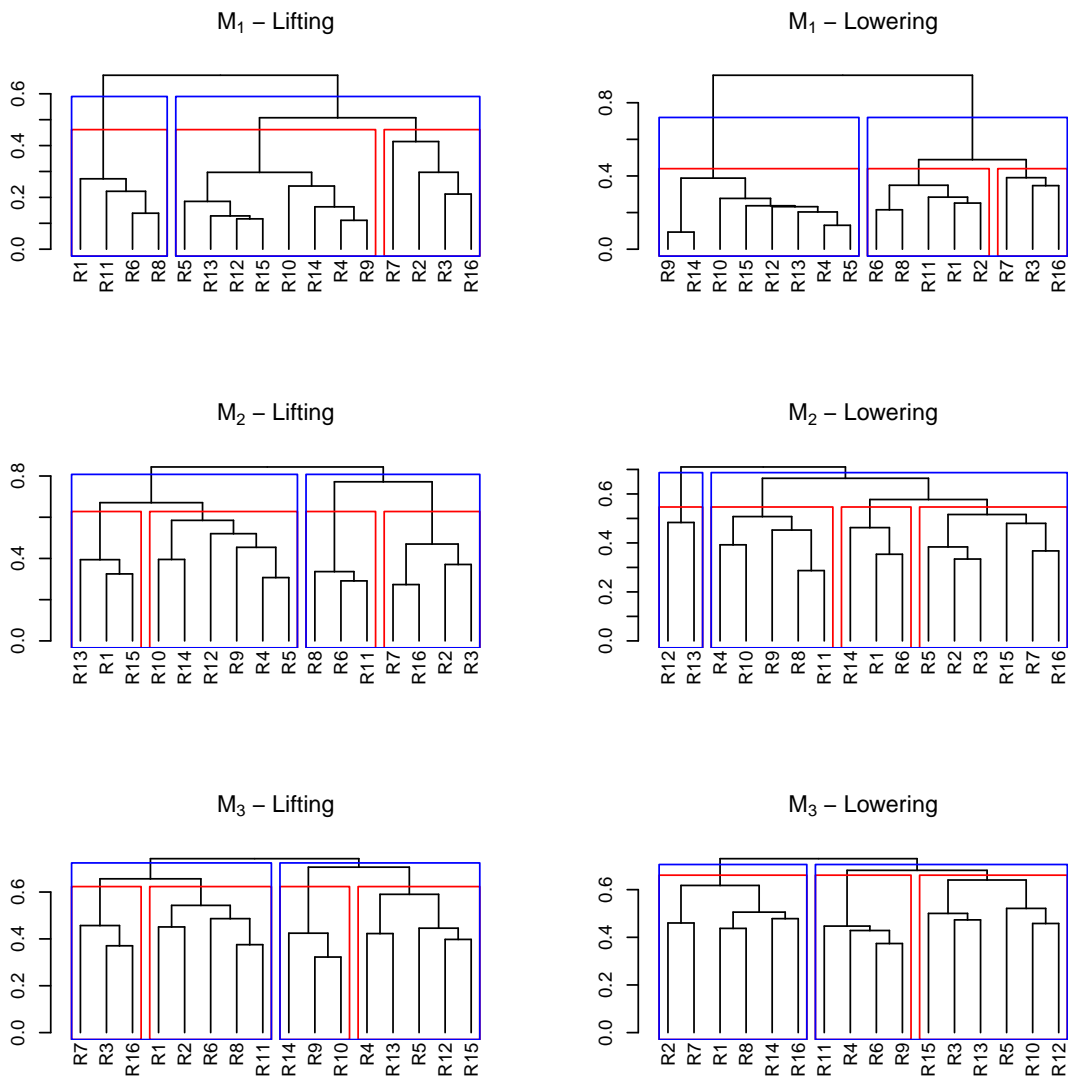 M₁ – Lifting
0.0 0.2 0.4 0.6
R1 R11 R6 R8 R5 R13 R12 R15 R10 R14 R4 R9 R7 R2 R3 R16
M₁ – Lowering
0.0 0.4 0.8
R9 R14 R10 R15 R12 R13 R4 R5 R6 R8 R11 R1 R2 R7 R3 R16
M₂ – Lifting
0.0 0.4 0.8
R13 R1 R15 R10 R14 R12 R9 R4 R5 R8 R6 R11 R7 R16 R2 R3
M₂ – Lowering
0.0 0.2 0.4 0.6
R12 R13 R4 R10 R9 R8 R11 R14 R1 R6 R5 R2 R3 R15 R7 R16
M₃ – Lifting
0.0 0.2 0.4 0.6
R7 R3 R16 R1 R2 R6 R8 R11 R14 R9 R10 R4 R13 R5 R12 R15
M₃ – Lowering
0.0 0.2 0.4 0.6
R2 R7 R1 R8 R14 R16 R11 R4 R6 R9 R15 R3 R13 R5 R10 R12